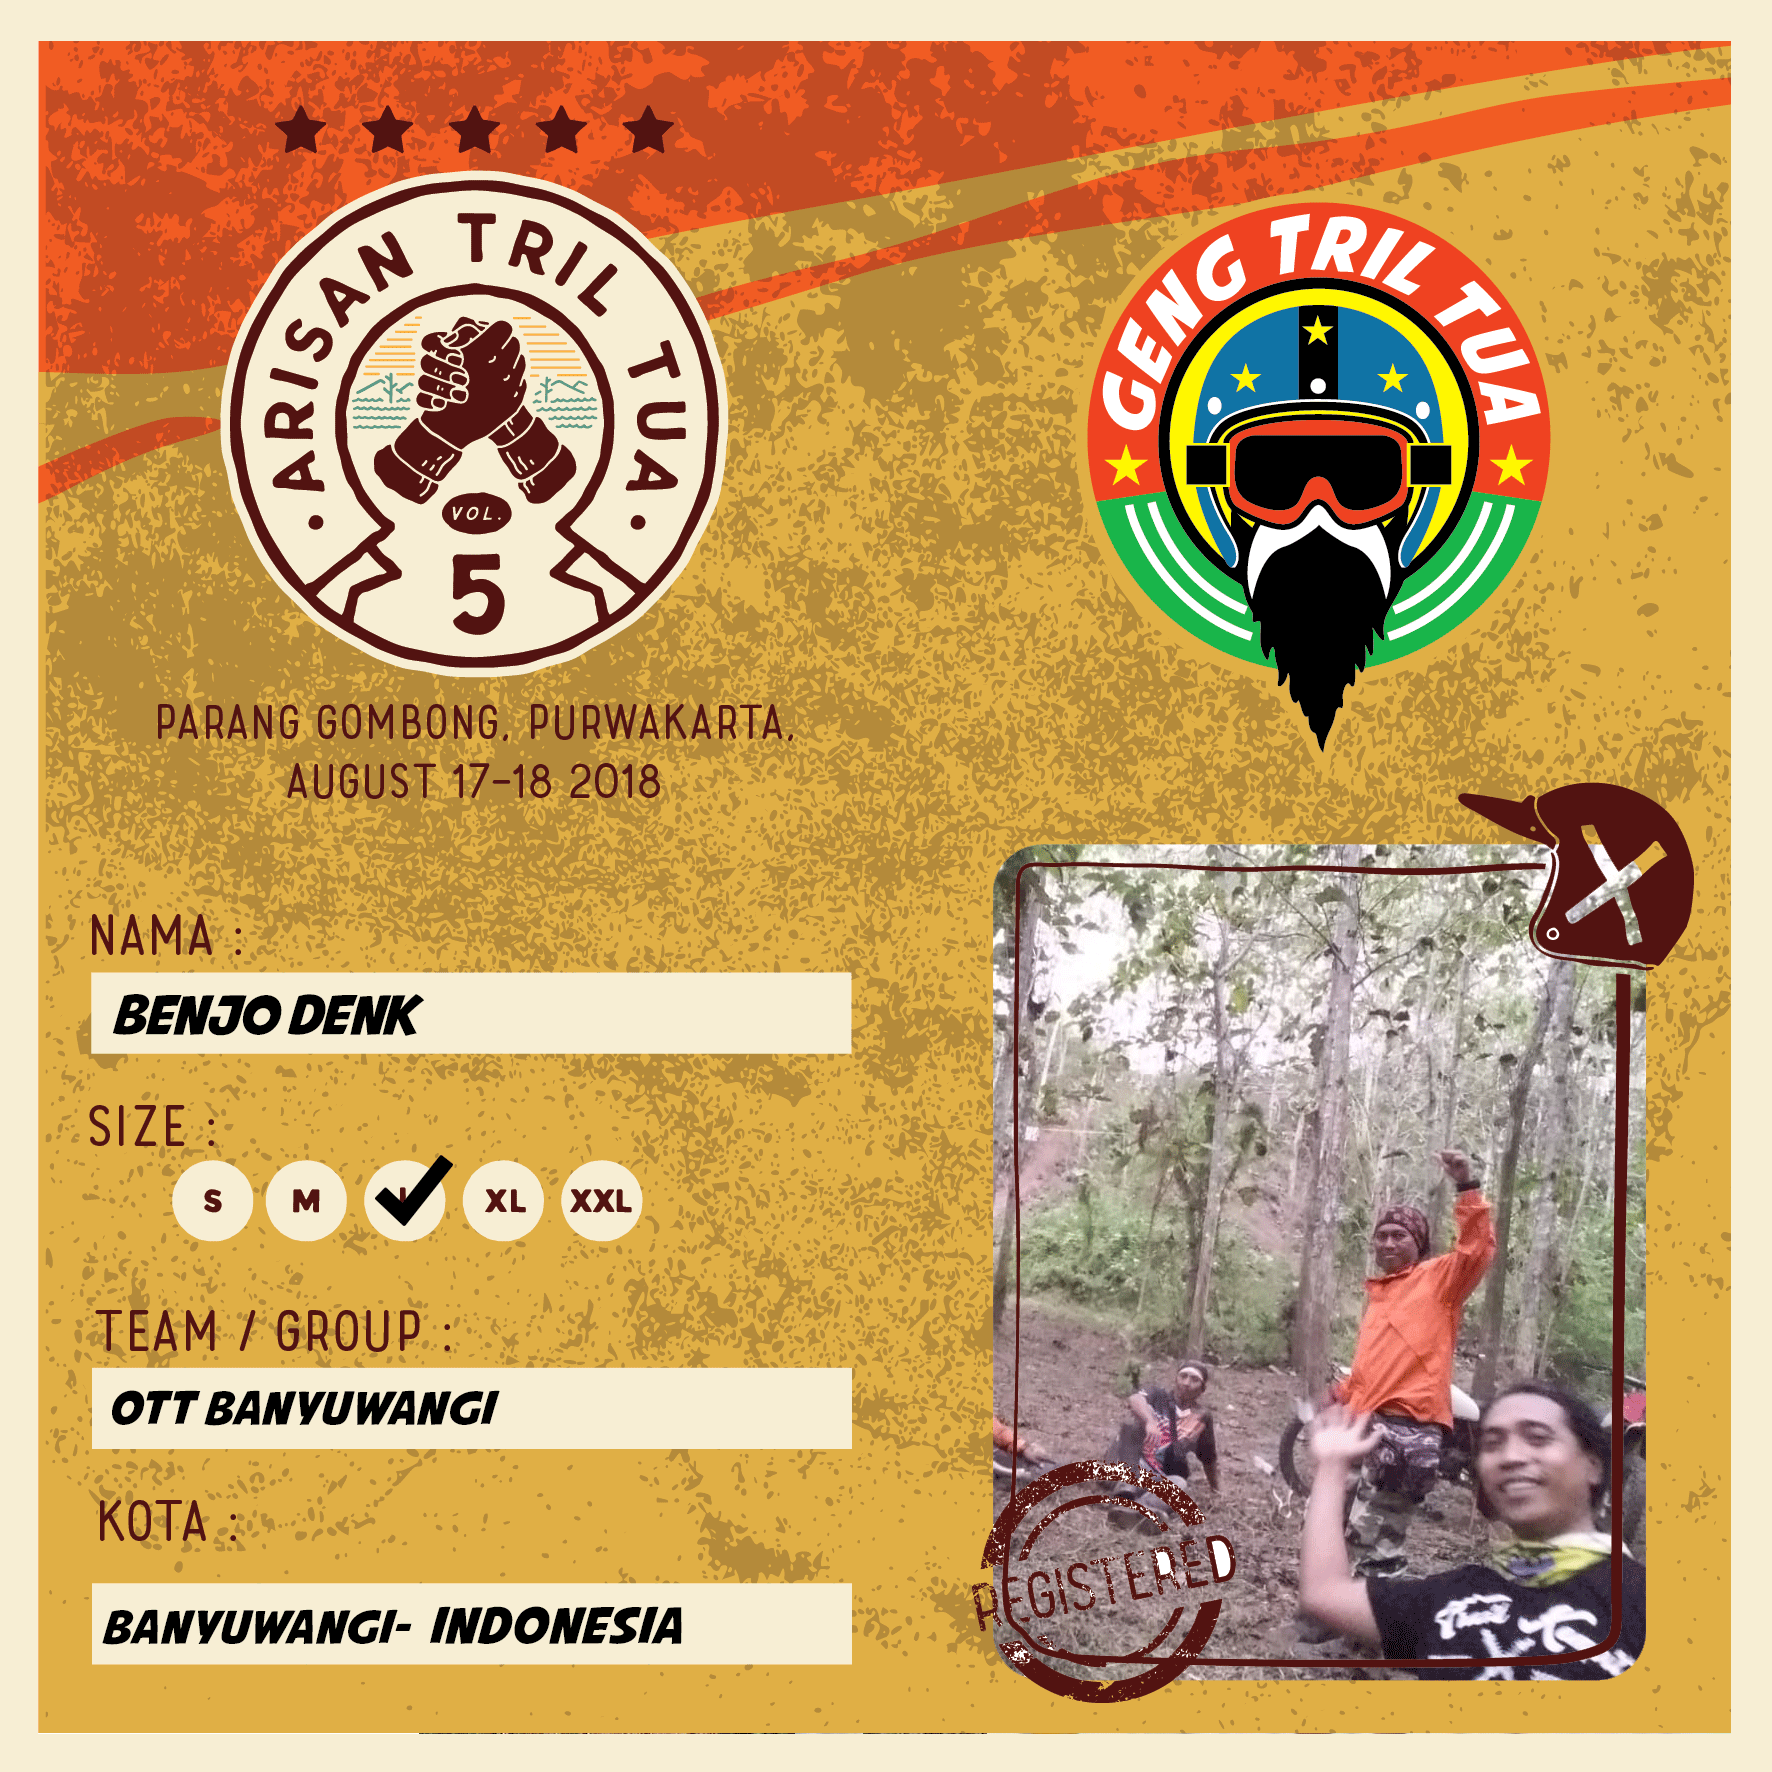 ARISAN TRIL TUA
VOL.
5
GENG TRIL TUA
PARANG GOMBONG, PURWAKARTA,
AUGUST 17-18 2018
NAMA :
BENJO DENK
SIZE :
S M L XL XXL
TEAM / GROUP :
OTT BANYUWANGI
KOTA :
BANYUWANGI- INDONESIA
REGISTERED